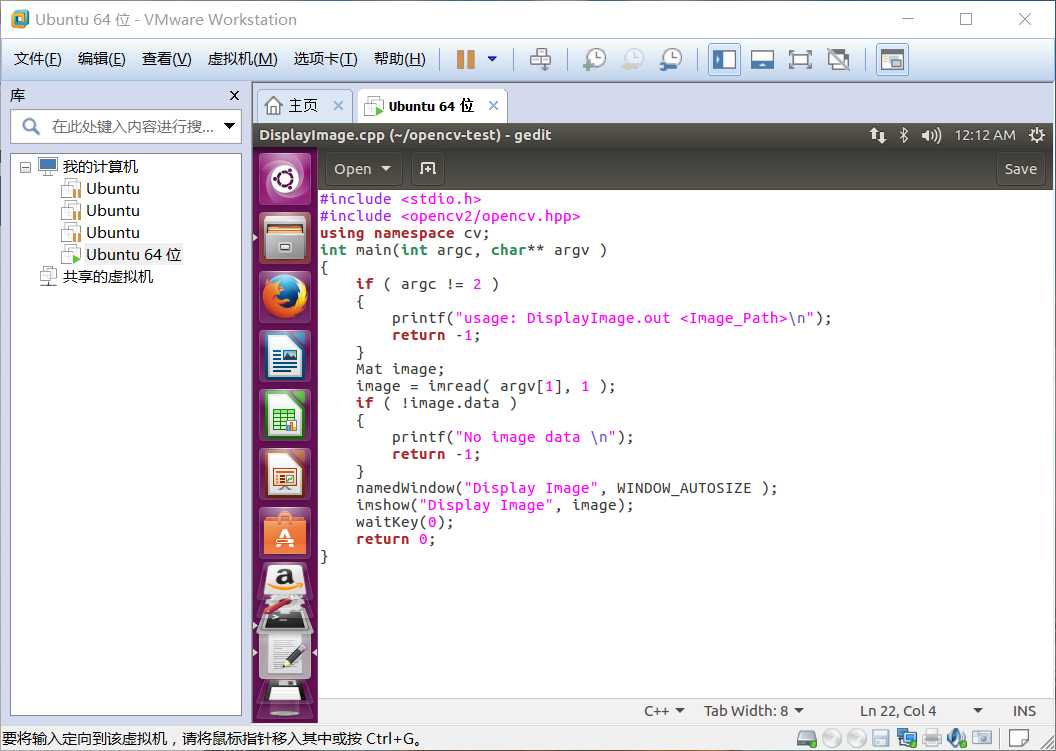 Ubuntu 64 位 - VMware Workstation
文件(F) 编辑(E) 查看(V) 虚拟机(M) 选项卡(T) 帮助(H)
库
在此处键入内容进行搜...
我的计算机
Ubuntu
Ubuntu
Ubuntu
Ubuntu 64 位
共享的虚拟机
主页
Ubuntu 64 位
DisplayImage.cpp (~/opencv-test) - gedit
12:12 AM
Open
Save
#include <stdio.h>
#include <opencv2/opencv.hpp>
using namespace cv;
int main(int argc, char** argv )
{
    if ( argc != 2 )
    {
        printf("usage: DisplayImage.out <Image_Path>\n");
        return -1;
    }
    Mat image;
    image = imread( argv[1], 1 );
    if ( !image.data )
    {
        printf("No image data \n");
        return -1;
    }
    namedWindow("Display Image", WINDOW_AUTOSIZE );
    imshow("Display Image", image);
    waitKey(0);
    return 0;
}
C++ Tab Width: 8 Ln 22, Col 4 INS
要将输入定向到该虚拟机，请将鼠标指针移入其中或按 Ctrl+G。